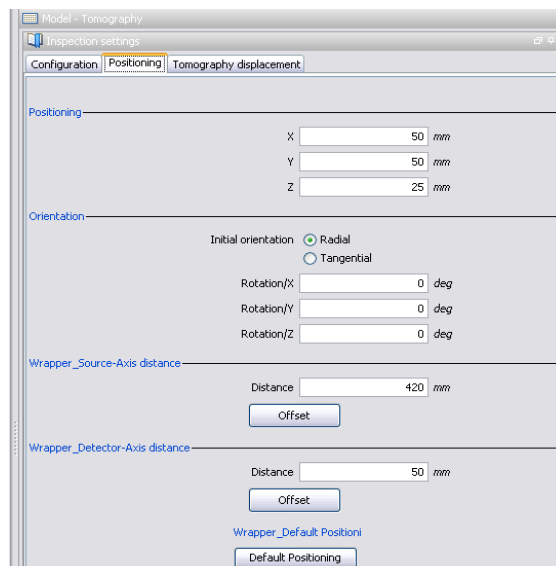 Model - Tomography
Inspection settings
Configuration Positioning Tomography displacement
Positioning
X 50 mm
Y 50 mm
Z 25 mm
Orientation
Initial orientation Radial
Tangential
Rotation/X 0 deg
Rotation/Y 0 deg
Rotation/Z 0 deg
Wrapper_Source-Axis distance
Distance 420 mm
Offset
Wrapper_Detector-Axis distance
Distance 50 mm
Offset
Wrapper_Default Positioni
Default Positioning